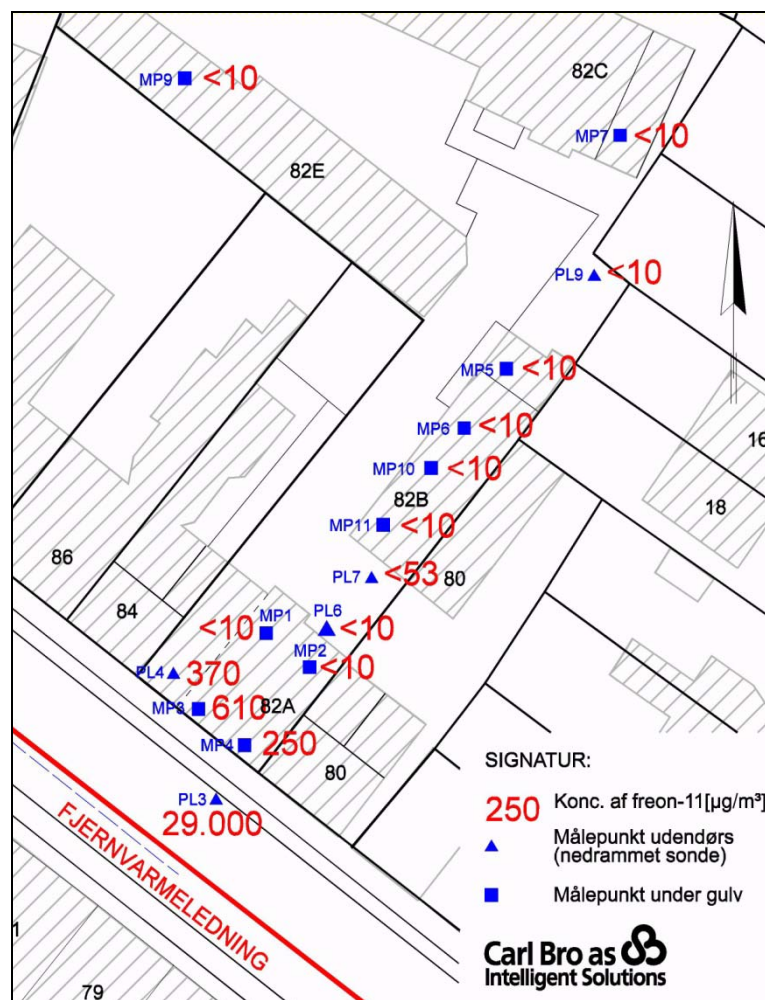 82C
MP9 <10
MP7 <10
82E
PL9 <10
MP5 <10
MP6 <10
16
MP10 <10
82B
18
MP11 <10
86
PL7 <53
80
84
<10 MP1
PL6 <10
MP2 <10
PL4 370
MP3 610
82A
MP4 250
80
PL3
29.000
FJERNVARMELEDNING
1
79
SIGNATUR:
250 Konc. af freon-11[µg/m³]
Målepunkt udendørs
(nedrammet sonde)
Målepunkt under gulv
Carl Bro as
Intelligent Solutions